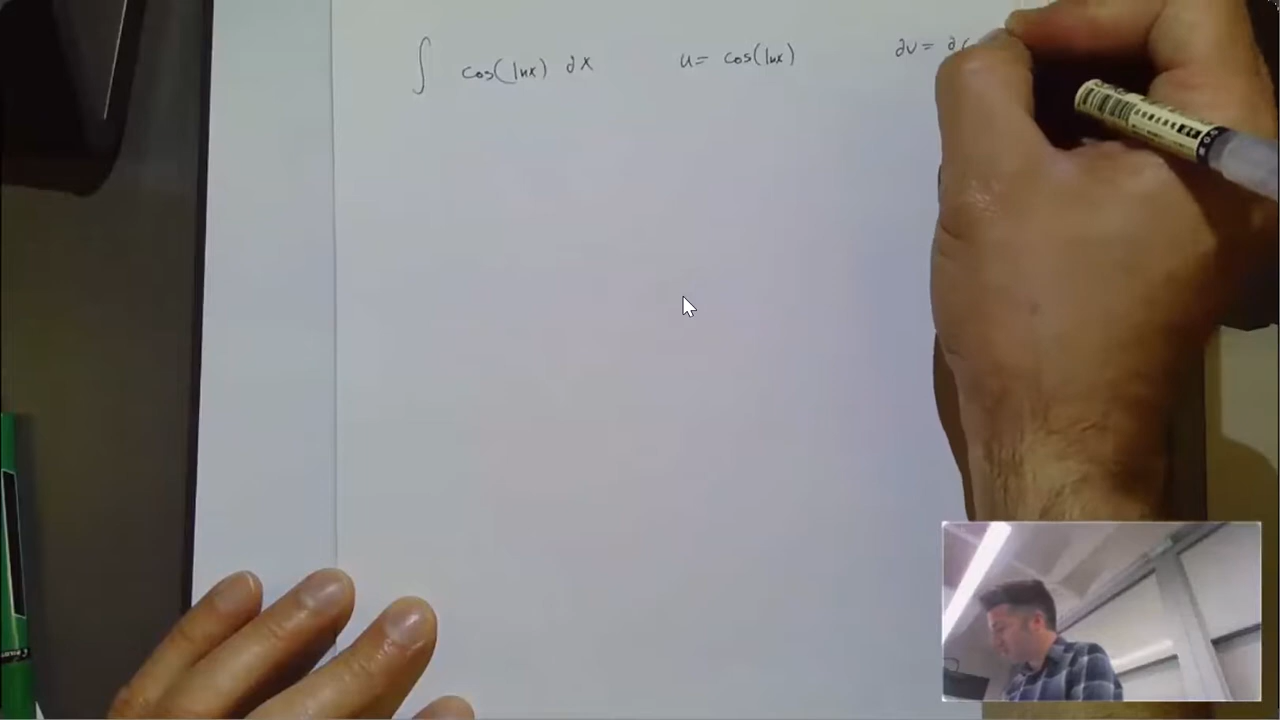 ∫ cos(lnx) ∂x u= cos(lnx) ∂v= ∂